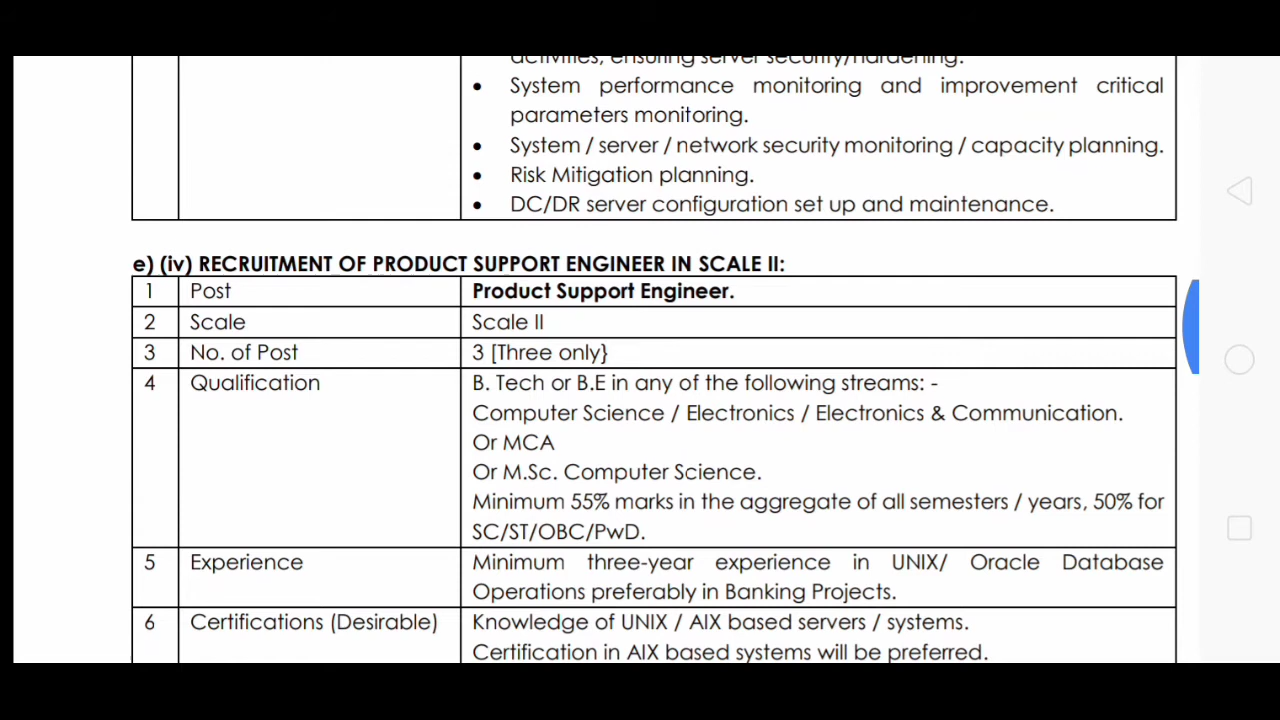 activities, ensuring server security/hardening.
• System performance monitoring and improvement critical
parameters monitoring.
• System / server / network security monitoring / capacity planning.
• Risk Mitigation planning.
• DC/DR server configuration set up and maintenance.
e) (iv) RECRUITMENT OF PRODUCT SUPPORT ENGINEER IN SCALE II:
1 Post Product Support Engineer.
2 Scale Scale II
3 No. of Post 3 [Three only}
4 Qualification B. Tech or B.E in any of the following streams: -
Computer Science / Electronics / Electronics & Communication.
Or MCA
Or M.Sc. Computer Science.
Minimum 55% marks in the aggregate of all semesters / years, 50% for
SC/ST/OBC/PwD.
5 Experience Minimum three-year experience in UNIX/ Oracle Database
Operations preferably in Banking Projects.
6 Certifications (Desirable) Knowledge of UNIX / AIX based servers / systems.
Certification in AIX based systems will be preferred.